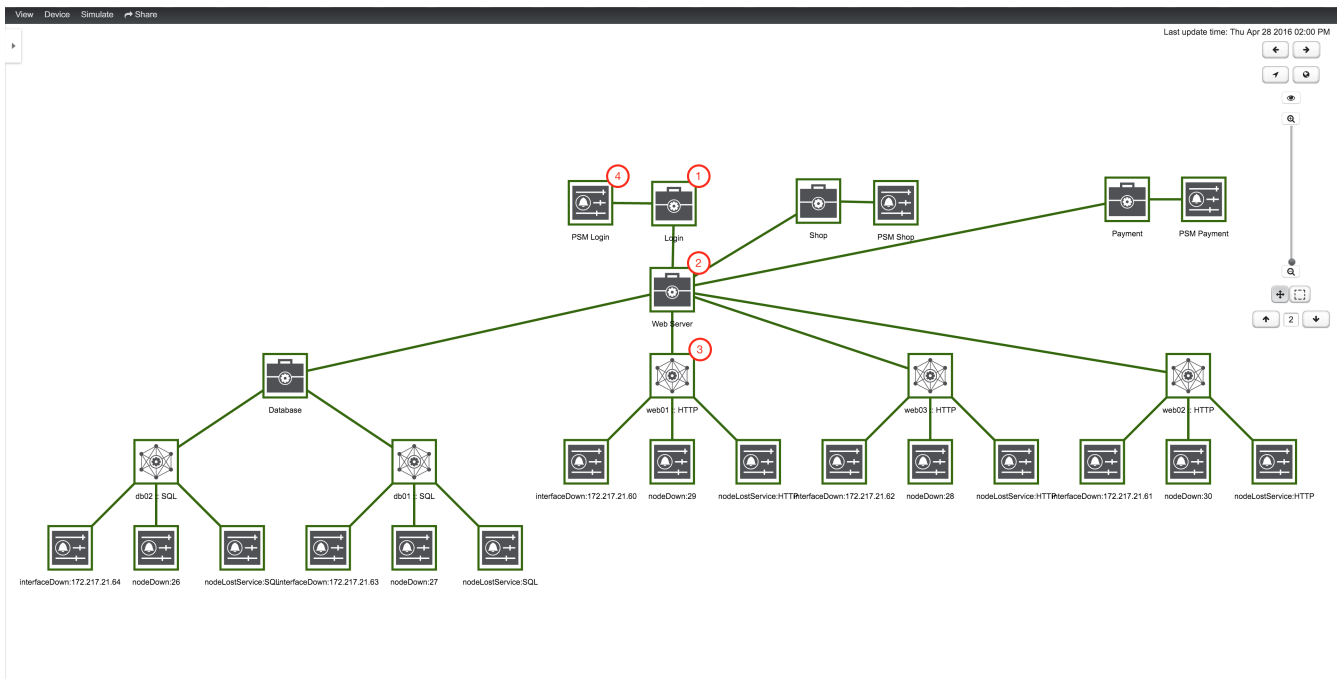 View Device Simulate Share
Last update time: Thu Apr 28 2016 02:00 PM
4
1
PSM Login
Login
Shop
PSM Shop
Payment
PSM Payment
2
Web Server
2
3
Database
web01 :: HTTP
web03 :: HTTP
web02 :: HTTP
db02 :: SQL
db01 :: SQL
interfaceDown:172.217.21.60
nodeDown:29
nodeLostService:HTTP
interfaceDown:172.217.21.62
nodeDown:28
nodeLostService:HTTP
interfaceDown:172.217.21.61
nodeDown:30
nodeLostService:HTTP
interfaceDown:172.217.21.64
nodeDown:26
nodeLostService:SQL
interfaceDown:172.217.21.63
nodeDown:27
nodeLostService:SQL